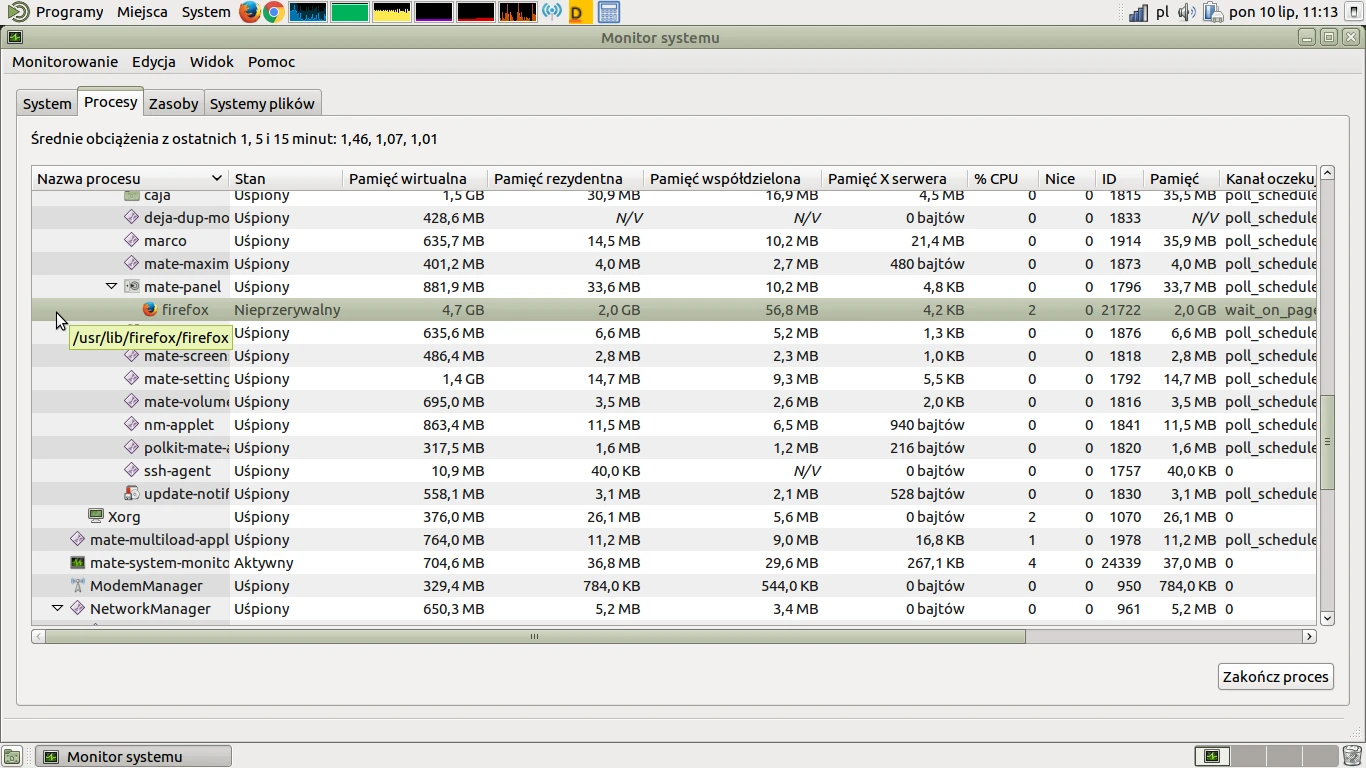 Programy Miejsca System D pl pon 10 lip, 11:13
Monitor systemu
Monitorowanie Edycja Widok Pomoc
System Procesy Zasoby Systemy plików
Średnie obciążenia z ostatnich 1, 5 i 15 minut: 1,46, 1,07, 1,01
Nazwa procesu Stan Pamięć wirtualna Pamięć rezydentna Pamięć współdzielona Pamięć X serwera % CPU Nice ID Pamięć Kanał oczeku
caja Uśpiony 1,5 GB 30,9 MB 16,9 MB 4,5 MB 0 0 1815 35,5 MB poll_schedule
deja-dup-mo Uśpiony 428,6 MB N/V N/V 0 bajtów 0 0 1833 N/V poll_schedule
marco Uśpiony 635,7 MB 14,5 MB 10,2 MB 21,4 MB 0 0 1914 35,9 MB poll_schedule
mate-maxim Uśpiony 401,2 MB 4,0 MB 2,7 MB 480 bajtów 0 0 1873 4,0 MB poll_schedule
mate-panel Uśpiony 881,9 MB 33,6 MB 10,2 MB 4,8 KB 0 0 1796 33,7 MB poll_schedule
firefox Nieprzerywalny 4,7 GB 2,0 GB 56,8 MB 4,2 KB 2 0 21722 2,0 GB wait_on_page
/usr/lib/firefox/firefox Uśpiony 635,6 MB 6,6 MB 5,2 MB 1,3 KB 0 0 1876 6,6 MB poll_schedule
mate-screen Uśpiony 486,4 MB 2,8 MB 2,3 MB 1,0 KB 0 0 1818 2,8 MB poll_schedule
mate-setting Uśpiony 1,4 GB 14,7 MB 9,3 MB 5,5 KB 0 0 1792 14,7 MB poll_schedule
mate-volume Uśpiony 695,0 MB 3,5 MB 2,6 MB 2,0 KB 0 0 1816 3,5 MB poll_schedule
nm-applet Uśpiony 863,4 MB 11,5 MB 6,5 MB 940 bajtów 0 0 1841 11,5 MB poll_schedule
polkit-mate-a Uśpiony 317,5 MB 1,6 MB 1,2 MB 216 bajtów 0 0 1820 1,6 MB poll_schedule
ssh-agent Uśpiony 10,9 MB 40,0 KB N/V 0 bajtów 0 0 1757 40,0 KB 0
update-notif Uśpiony 558,1 MB 3,1 MB 2,1 MB 528 bajtów 0 0 1830 3,1 MB poll_schedule
Xorg Uśpiony 376,0 MB 26,1 MB 5,6 MB 0 bajtów 2 0 1070 26,1 MB 0
mate-multiload-appl Uśpiony 764,0 MB 11,2 MB 9,0 MB 16,8 KB 1 0 1978 11,2 MB poll_schedule
mate-system-monito Aktywny 704,6 MB 36,8 MB 29,6 MB 267,1 KB 4 0 24339 37,0 MB 0
ModemManager Uśpiony 329,4 MB 784,0 KB 544,0 KB 0 bajtów 0 0 950 784,0 KB 0
NetworkManager Uśpiony 650,3 MB 5,2 MB 3,4 MB 0 bajtów 0 0 961 5,2 MB 0
Zakończ proces
Monitor systemu